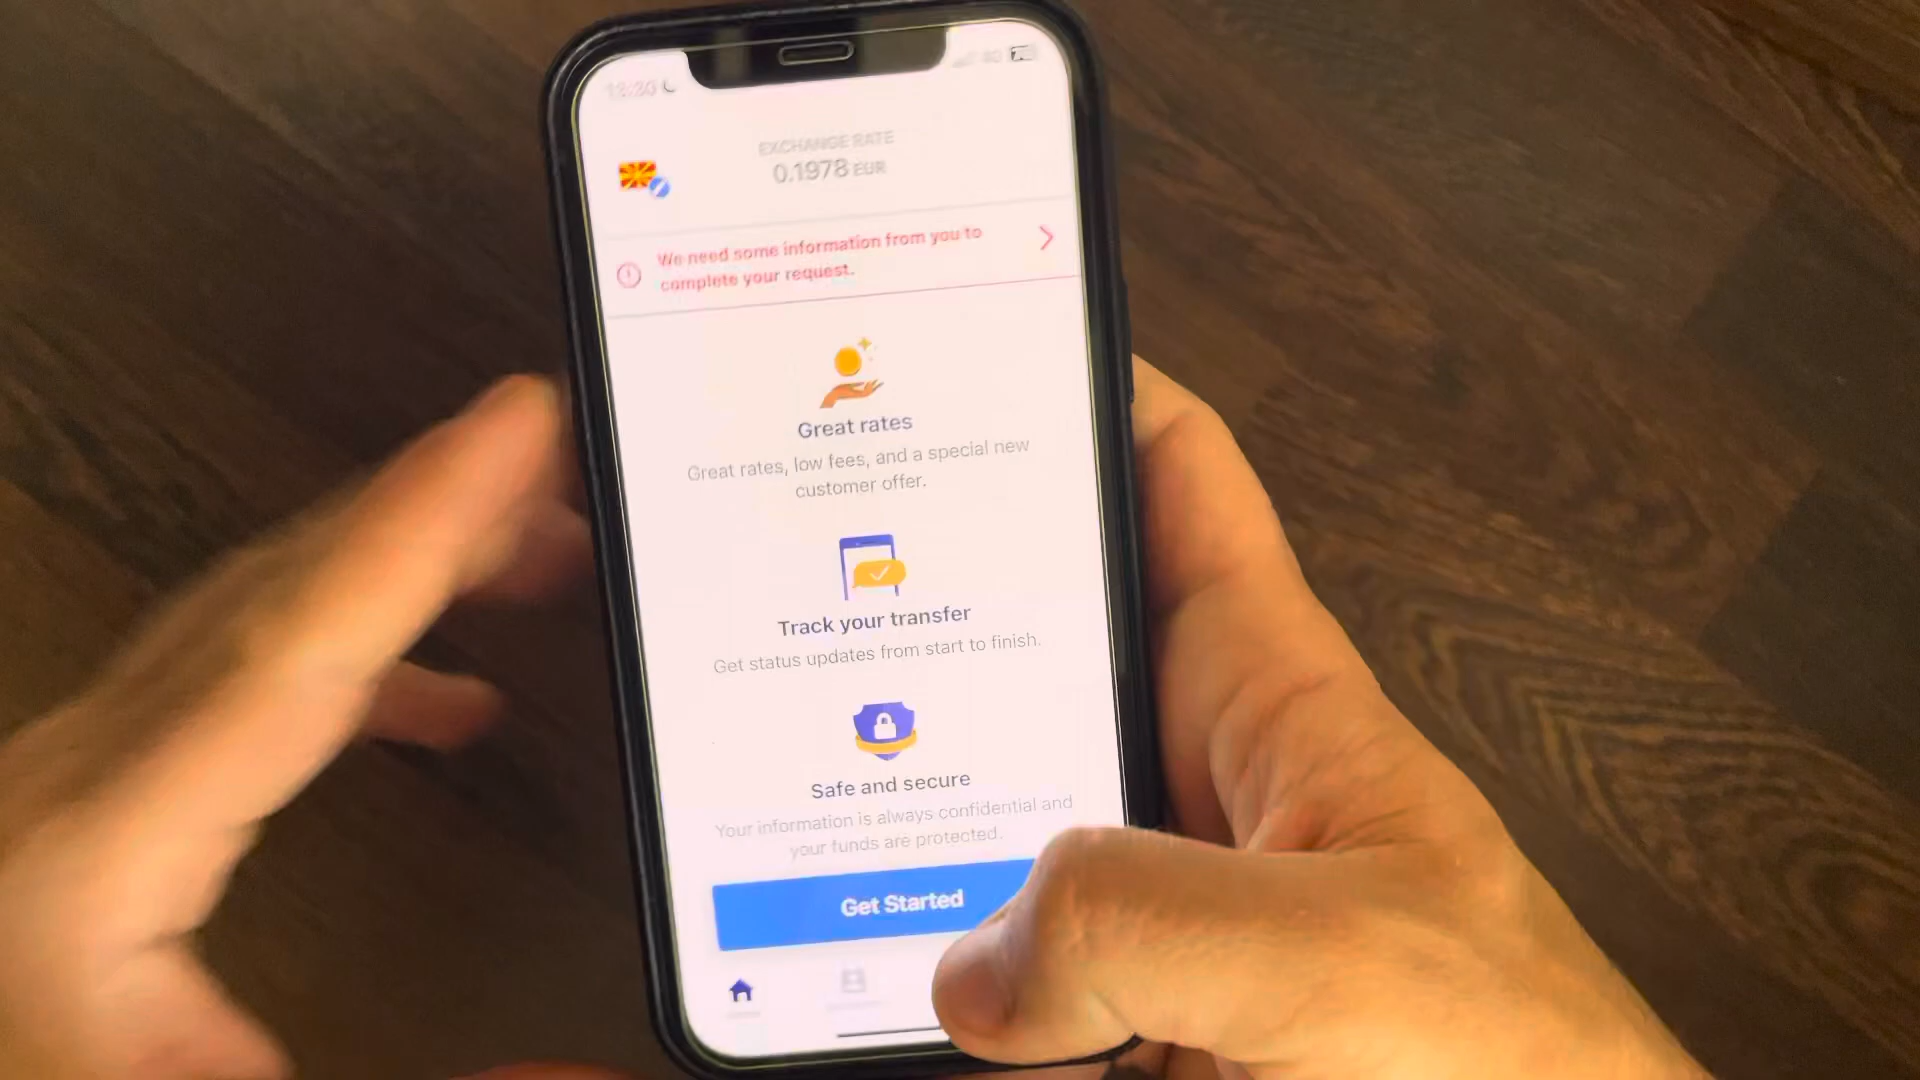 EXCHANGE RATE
0.1978 EUR
We need some information from you to
complete your request.
Great rates
Great rates, low fees, and a special new
customer offer.
Track your transfer
Get status updates from start to finish.
Safe and secure
Your information is always confidential and
your funds are protected.
Get Started